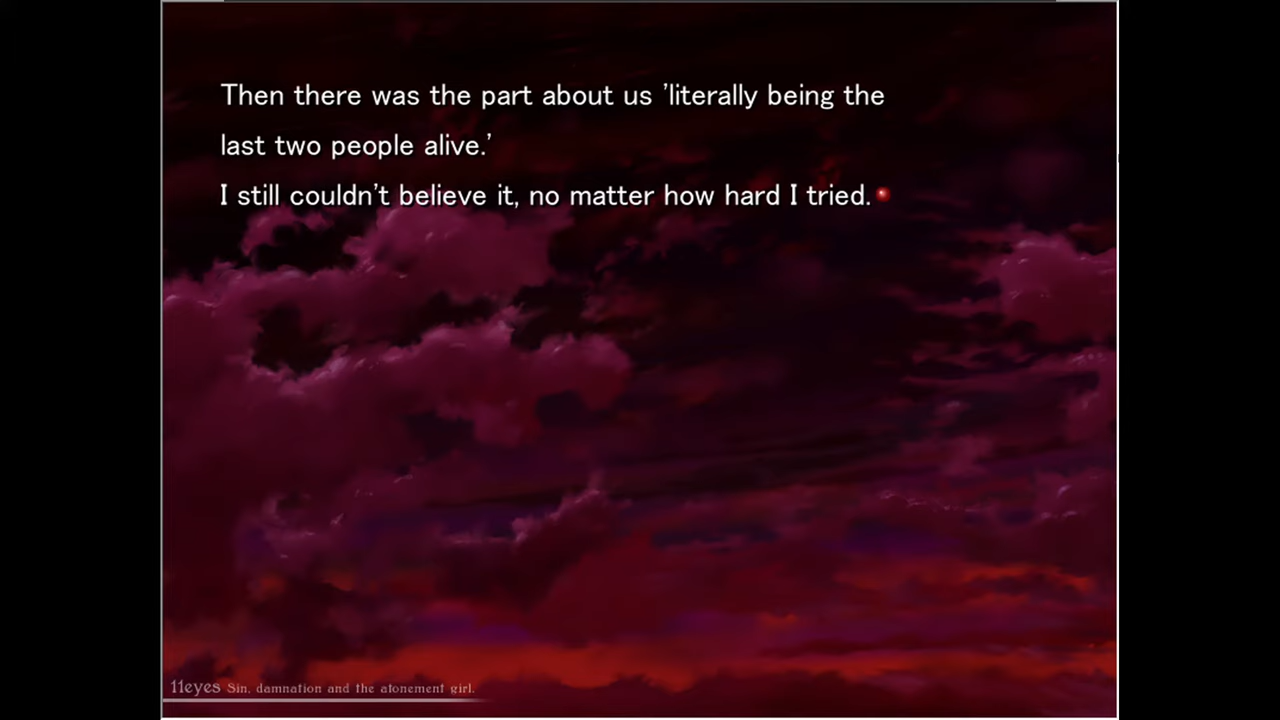 Then there was the part about us 'literally being the
last two people alive.'
I still couldn't believe it, no matter how hard I tried.
11eyes Sin, damnation and the atonement girl.